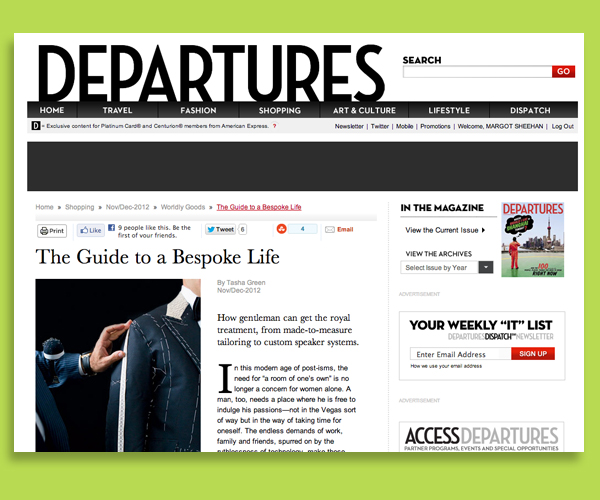 DEPARTURES
SEARCH
GO
HOME TRAVEL FASHION SHOPPING ART & CULTURE LIFESTYLE DISPATCH
D = Exclusive content for Platinum Card® and Centurion® members from American Express. ?
Newsletter | Twitter | Mobile | Promotions | Welcome, MARGOT SHEEHAN | Log Out
Home » Shopping » Nov/Dec-2012 » Worldly Goods » The Guide to a Bespoke Life
Print
Like
9 people like this. Be the
first of your friends.
Tweet 6
4
Email
The Guide to a Bespoke Life
By Tasha Green
Nov/Dec-2012
How gentleman can get the royal
treatment, from made-to-measure
tailoring to custom speaker systems.
In this modern age of post-isms, the
need for "a room of one's own" is no
longer a concern for women alone. A
man, too, needs a place where he is free to
indulge his passions—not in the Vegas sort
of way but in the way of taking time for
oneself. The endless demands of work,
family and friends, spurred on by the
ruthlessness of technology, make these
IN THE MAGAZINE
View the Current Issue
VIEW THE ARCHIVES
Select Issue by Year
DEPARTURES
SHANGHAI
100
RIGHT NOW
ADVERTISEMENT
YOUR WEEKLY "IT" LIST
DEPARTURES DISPATCH NEWSLETTER
Enter Email Address
SIGN UP
How we use your email address
ADVERTISEMENT
ACCESS DEPARTURES
PARTNER PROGRAMS, EVENTS AND SPECIAL OPPORTUNITIES